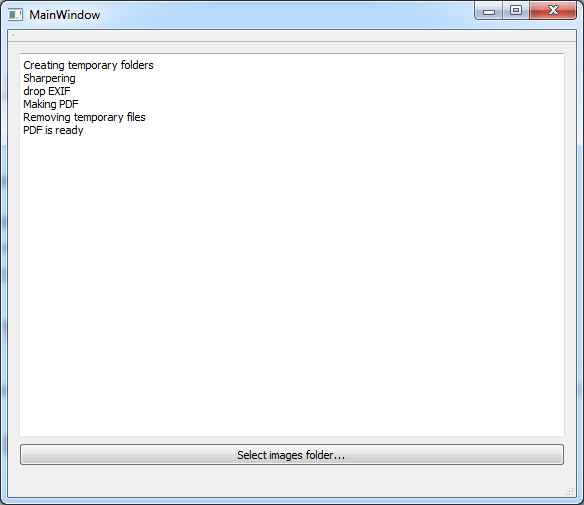 MainWindow
Creating temporary folders
Sharpering
drop EXIF
Making PDF
Removing temporary files
PDF is ready
Select images folder...